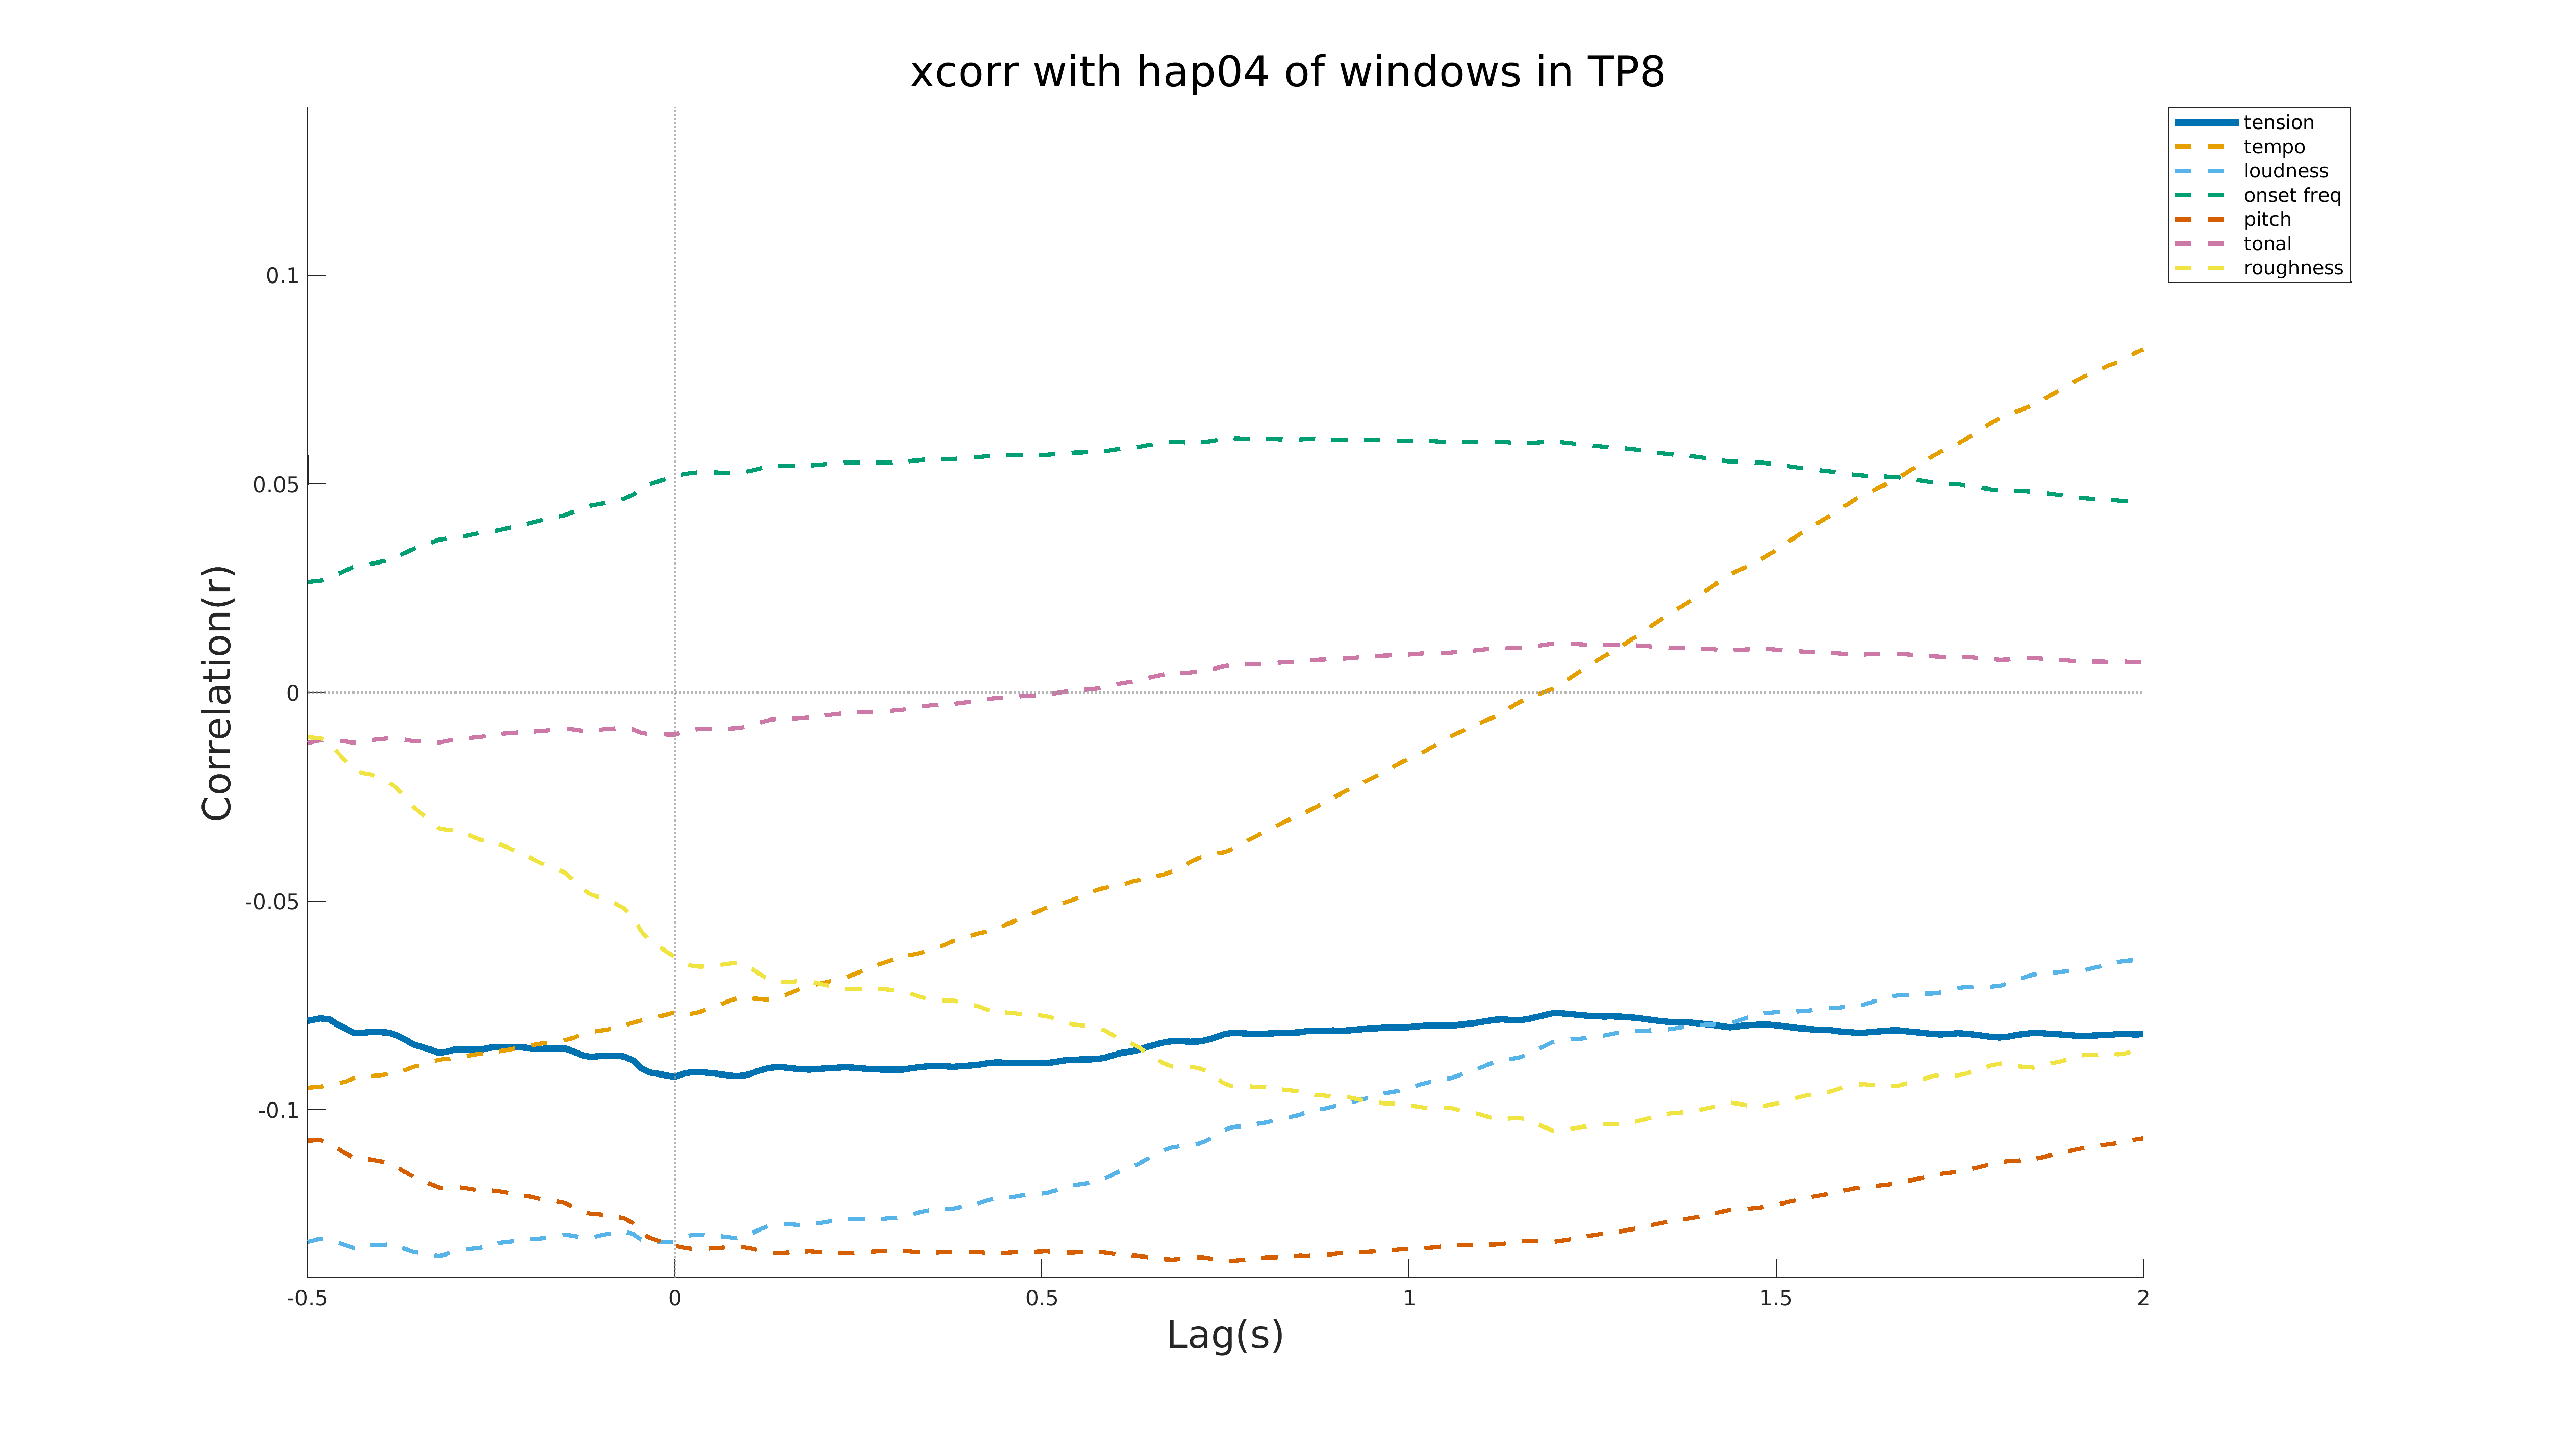 xcorr with hap04 of windows in TP8
tension
tempo
loudness
onset freq
pitch
tonal
roughness
0.1
0.05
0
-0.05
-0.1
Correlation(r)
-0.5
0
0.5
1
1.5
2
Lag(s)